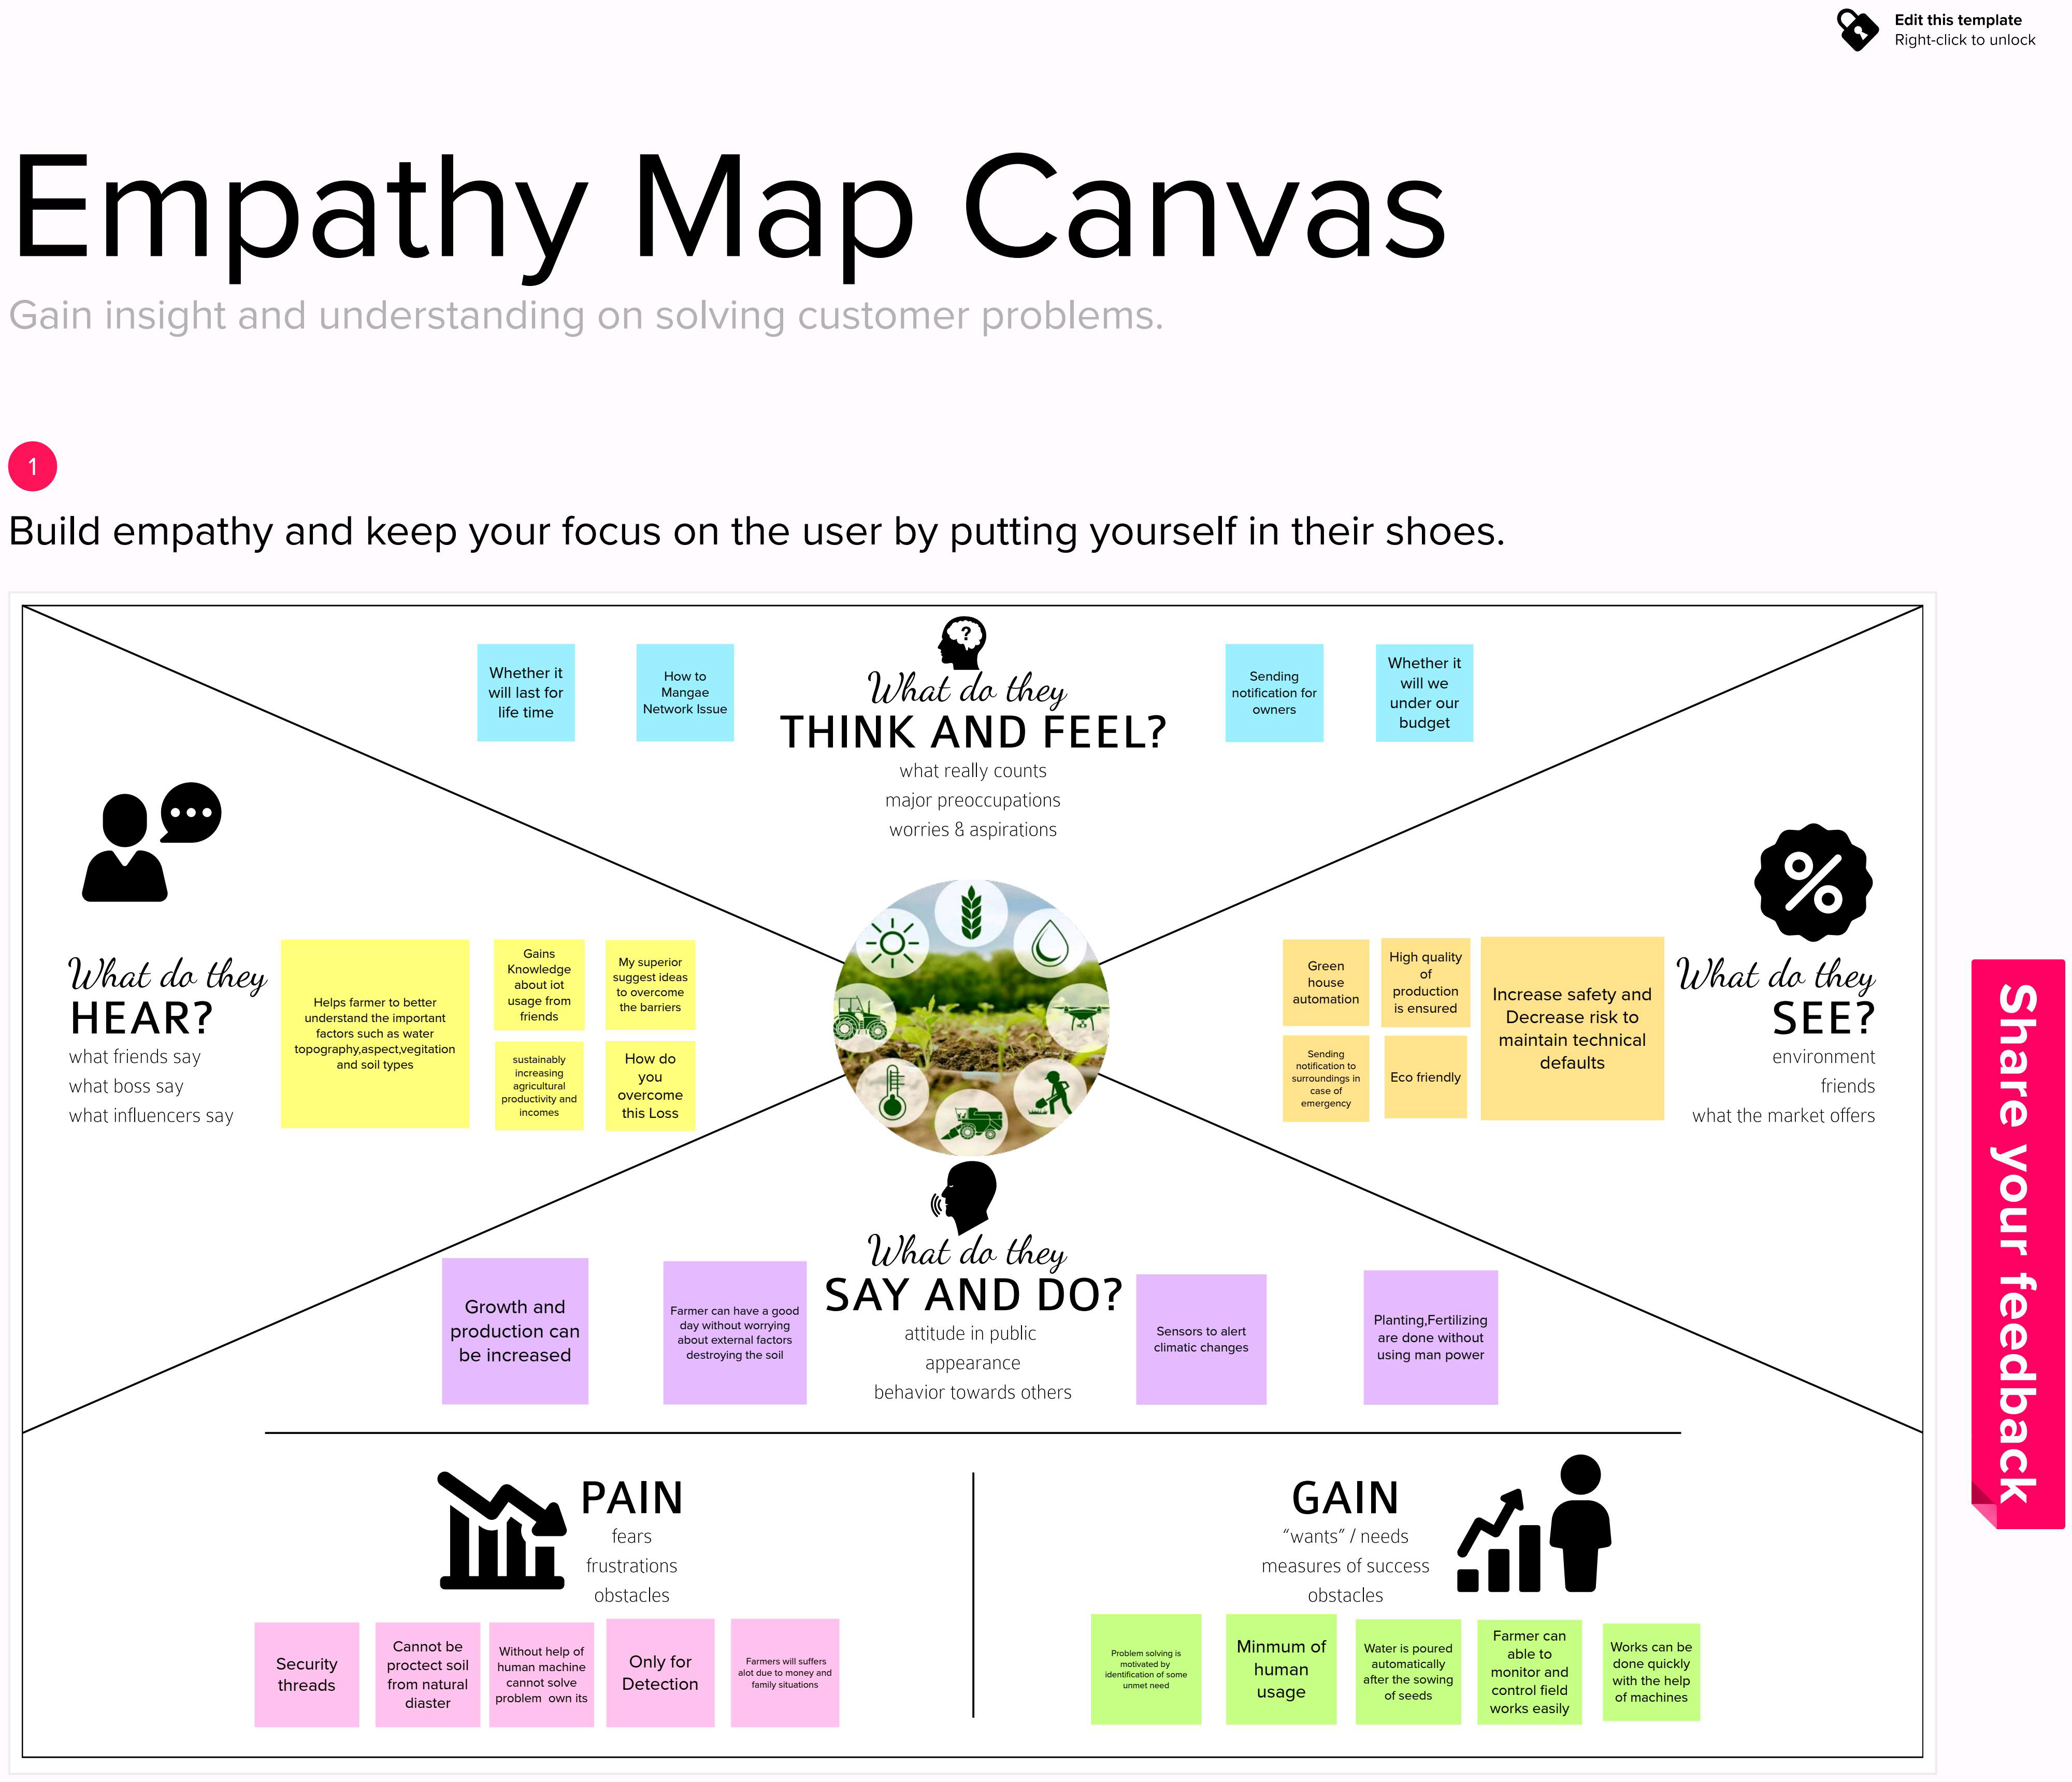 Edit this template
Right-click to unlock
Empathy Map Canvas
Gain insight and understanding on solving customer problems.
1
Build empathy and keep your focus on the user by putting yourself in their shoes.
Whether it
will last for
life time
How to
Mangae
Network Issue
?
What do they
THINK AND FEEL?
what really counts
major preoccupations
worries & aspirations
Sending
notification for
owners
Whether it
will we
under our
budget
What do they
HEAR?
what friends say
what boss say
what influencers say
Helps farmer to better
understand the important
factors such as water
topography,aspect,vegitation
and soil types
Gains
Knowledge
about iot
usage from
friends
My superior
suggest ideas
to overcome
the barriers
sustainably
increasing
agricultural
productivity and
incomes
How do
you
overcome
this Loss
Green
house
automation
High quality
of
production
is ensured
Sending
notification to
surroundings in
case of
emergency
Eco friendly
Increase safety and
Decrease risk to
maintain technical
defaults
%
What do they
SEE?
environment
friends
what the market offers
Share your feedback
Growth and
production can
be increased
Farmer can have a good
day without worrying
about external factors
destroying the soil
What do they
SAY AND DO?
attitude in public
appearance
behavior towards others
Sensors to alert
climatic changes
Planting,Fertilizing
are done without
using man power
PAIN
fears
frustrations
obstacles
Security
threads
Cannot be
proctect soil
from natural
diaster
Without help of
human machine
cannot solve
problem  own its
Only for
Detection
Farmers will suffers
alot due to money and
family situations
GAIN
“wants” / needs
measures of success
obstacles
Problem solving is
motivated by
identification of some
unmet need
Minmum of
human
usage
Water is poured
automatically
after the sowing
of seeds
Farmer can
able to
monitor and
control field
works easily
Works can be
done quickly
with the help
of machines